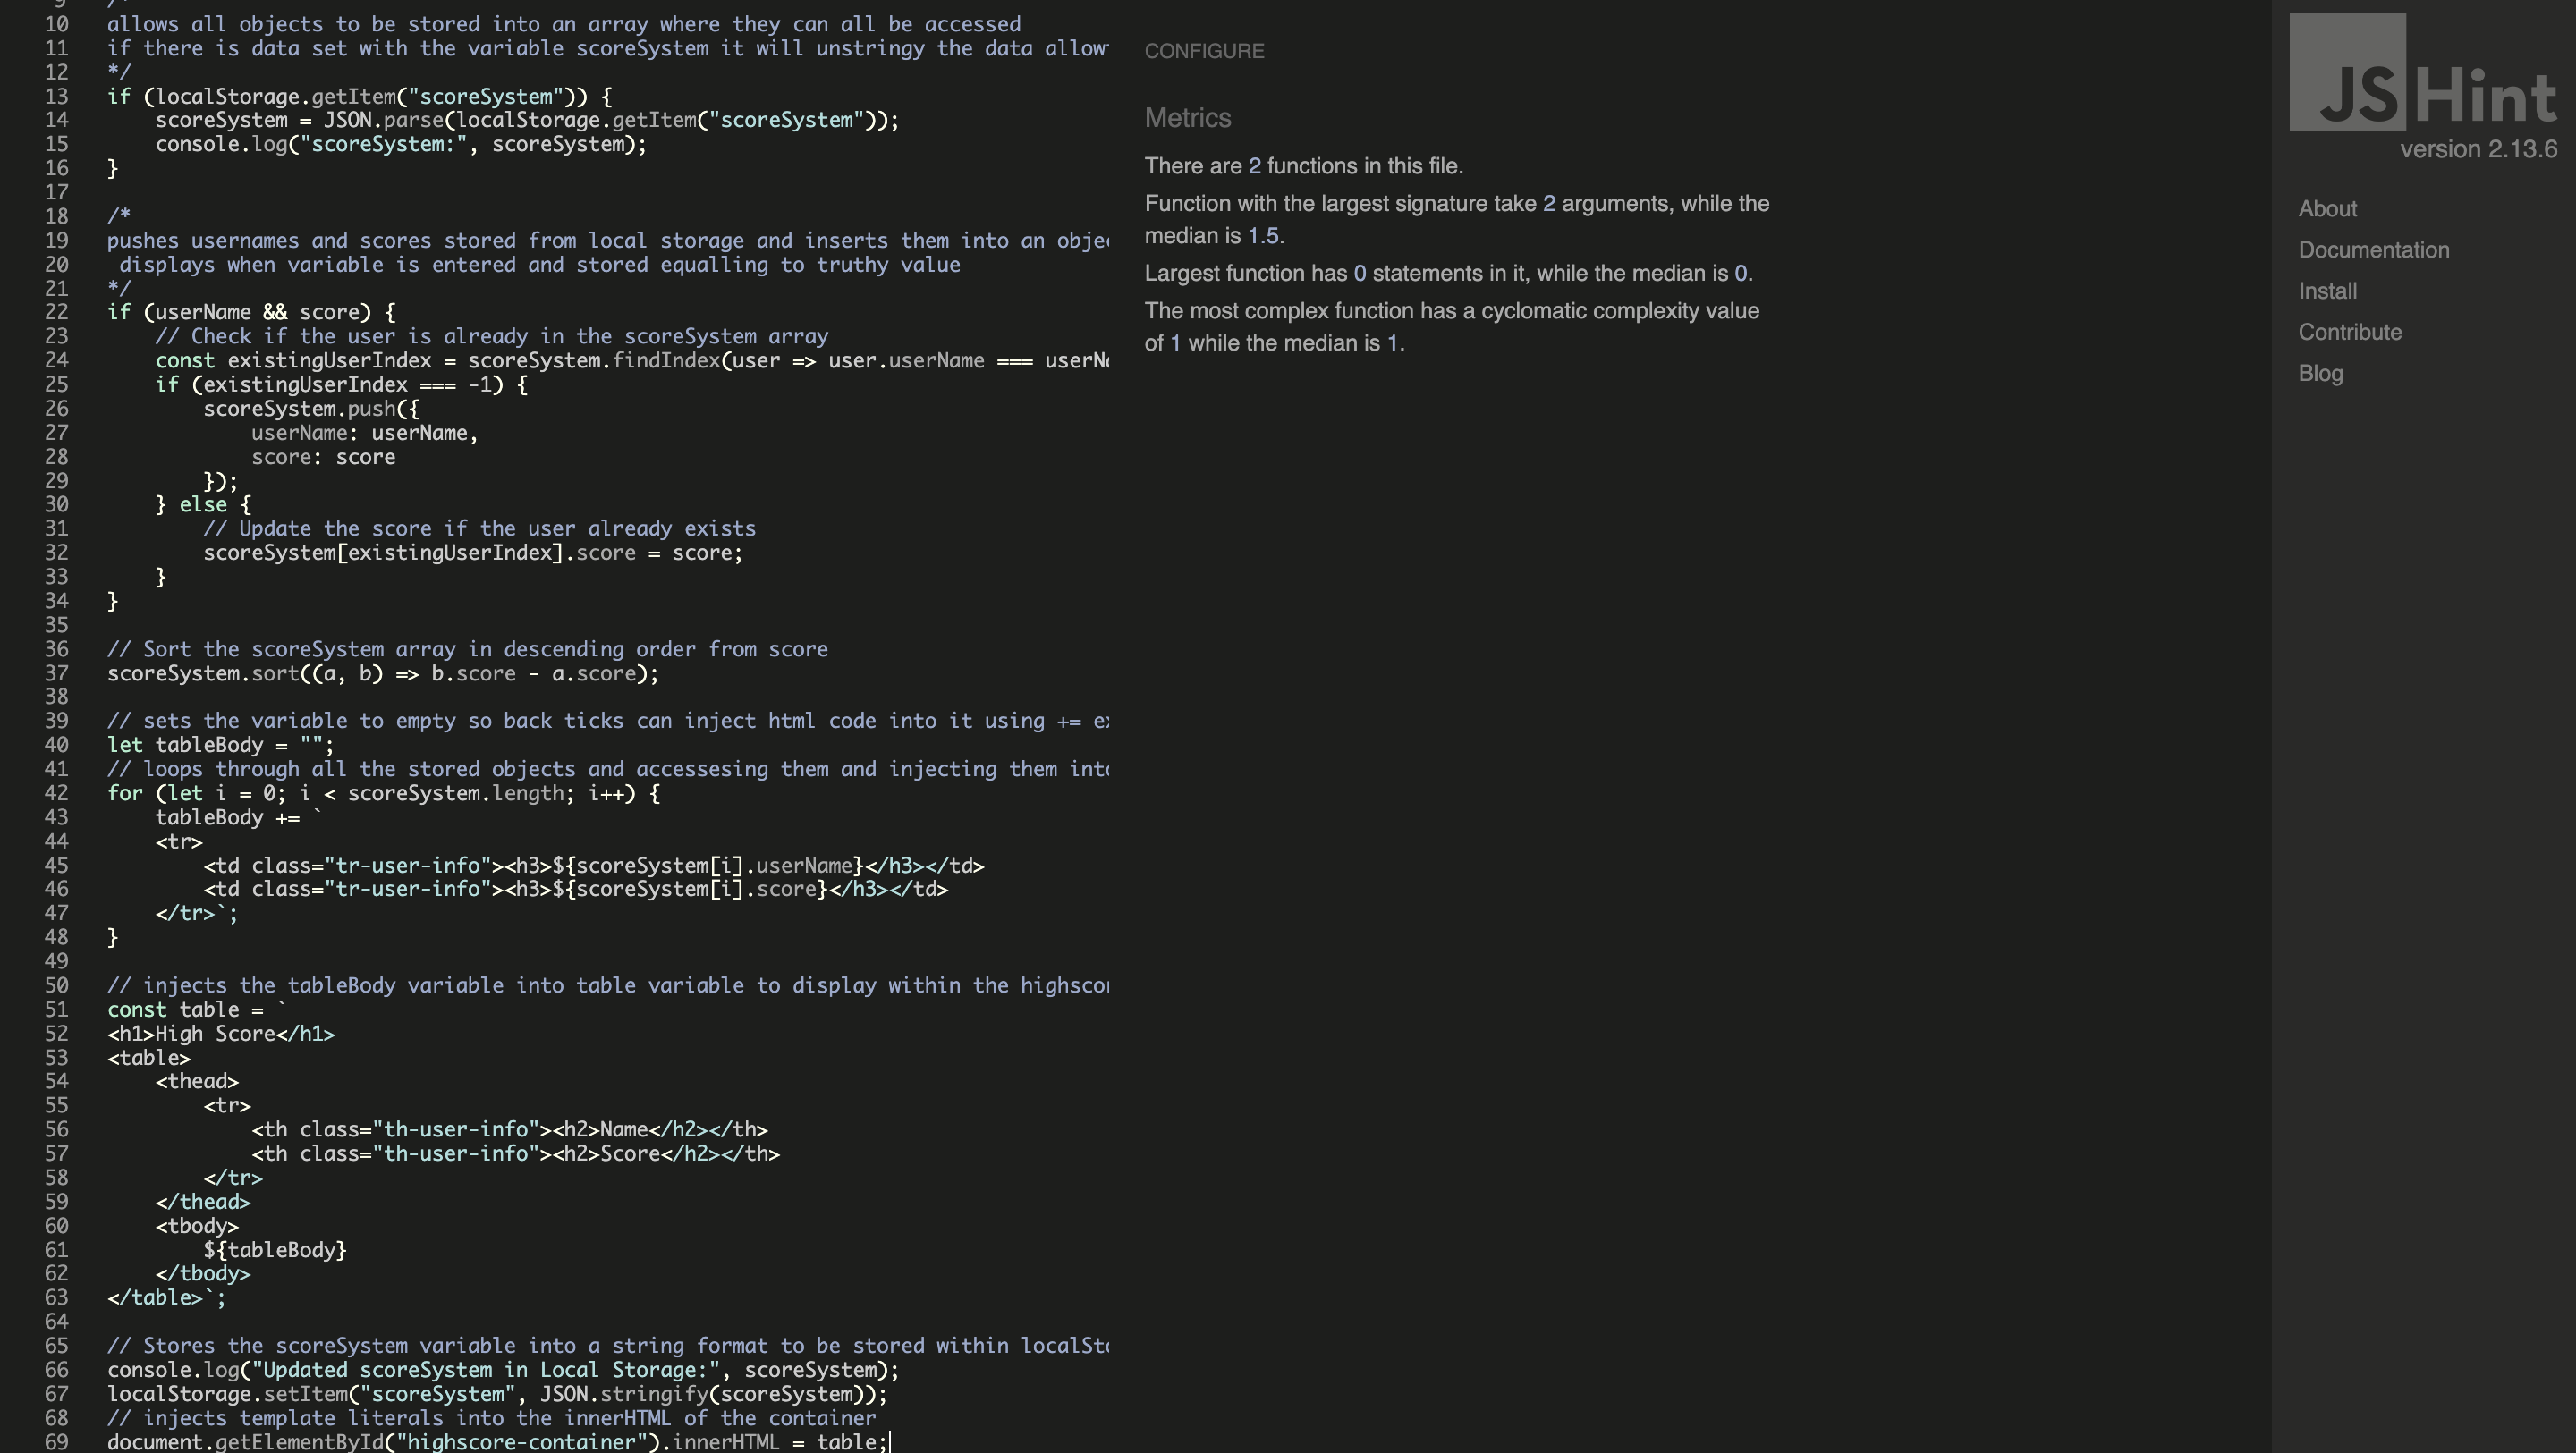 9 /*
10 allows all objects to be stored into an array where they can all be accessed
11 if there is data set with the variable scoreSystem it will unstringy the data
12 */
13 if (localStorage.getItem("scoreSystem")) {
14     scoreSystem = JSON.parse(localStorage.getItem("scoreSystem"));
15     console.log("scoreSystem:", scoreSystem);
16 }
17
18 /*
19 pushes usernames and scores stored from local storage and inserts them into an
20  displays when variable is entered and stored equalling to truthy value
21 */
22 if (userName && score) {
23     // Check if the user is already in the scoreSystem array
24     const existingUserIndex = scoreSystem.findIndex(user => user.userName ===
25     if (existingUserIndex === -1) {
26         scoreSystem.push({
27             userName: userName,
28             score: score
29         });
30     } else {
31         // Update the score if the user already exists
32         scoreSystem[existingUserIndex].score = score;
33     }
34 }
35
36 // Sort the scoreSystem array in descending order from score
37 scoreSystem.sort((a, b) => b.score - a.score);
38
39 // sets the variable to empty so back ticks can inject html code into it using +=
40 let tableBody = "";
41 // loops through all the stored objects and accessesing them and injecting them
42 for (let i = 0; i < scoreSystem.length; i++) {
43     tableBody += `
44     <tr>
45         <td class="tr-user-info"><h3>${scoreSystem[i].userName}</h3></td>
46         <td class="tr-user-info"><h3>${scoreSystem[i].score}</h3></td>
47     </tr>`;
48 }
49
50 // injects the tableBody variable into table variable to display within the
51 const table = `
52 <h1>High Score</h1>
53 <table>
54     <thead>
55         <tr>
56             <th class="th-user-info"><h2>Name</h2></th>
57             <th class="th-user-info"><h2>Score</h2></th>
58         </tr>
59     </thead>
60     <tbody>
61         ${tableBody}
62     </tbody>
63 </table>`;
64
65 // Stores the scoreSystem variable into a string format to be stored within
66 console.log("Updated scoreSystem in Local Storage:", scoreSystem);
67 localStorage.setItem("scoreSystem", JSON.stringify(scoreSystem));
68 // injects template literals into the innerHTML of the container
69 document.getElementById("highscore-container").innerHTML = table;
CONFIGURE
Metrics
There are 2 functions in this file.
Function with the largest signature take 2 arguments, while the
median is 1.5.
Largest function has 0 statements in it, while the median is 0.
The most complex function has a cyclomatic complexity value
of 1 while the median is 1.
JSHint
version 2.13.6
About
Documentation
Install
Contribute
Blog